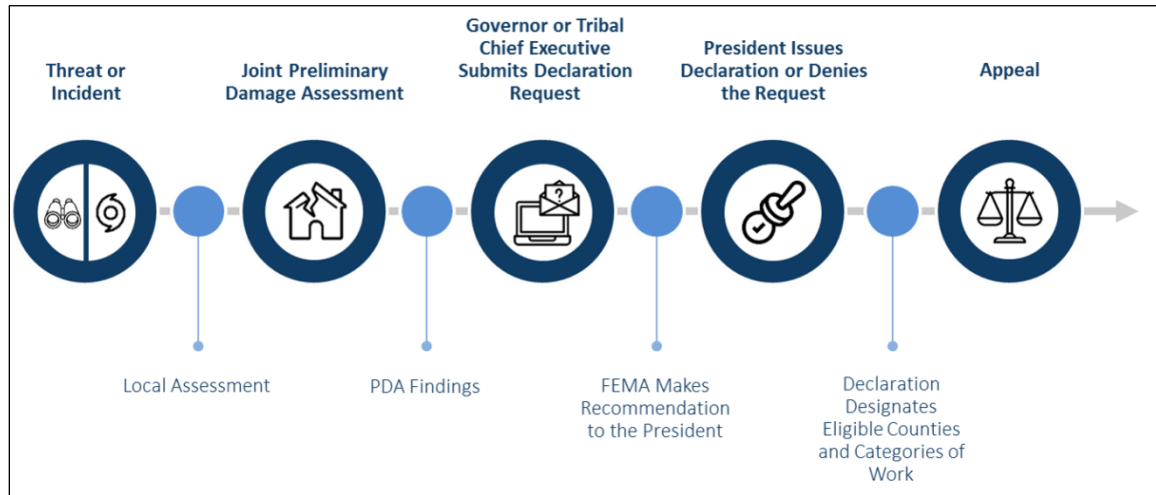 Threat or
Incident
Joint Preliminary
Damage Assessment
Governor or Tribal
Chief Executive
Submits Declaration
Request
President Issues
Declaration or Denies
the Request
Appeal
?
Local Assessment
PDA Findings
FEMA Makes
Recommendation
to the President
Declaration
Designates
Eligible Counties
and Categories of
Work